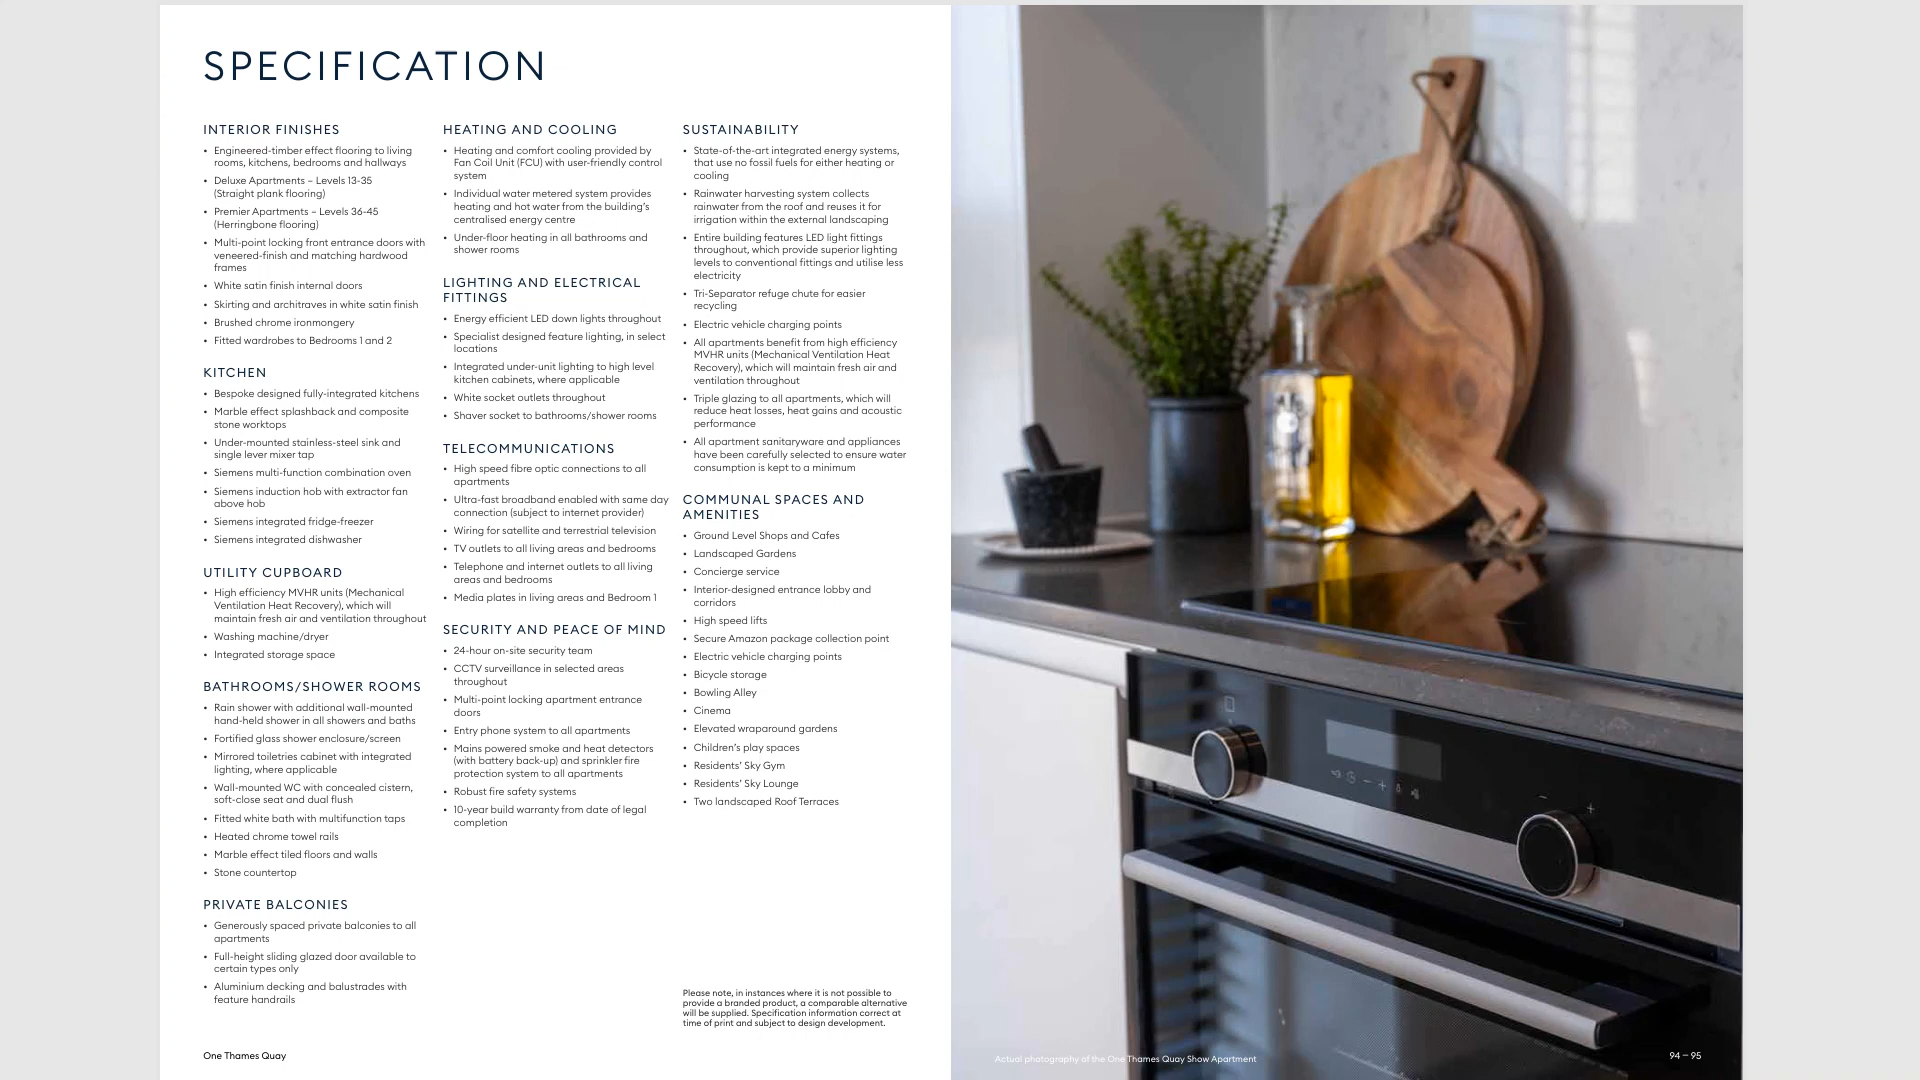 SPECIFICATION
INTERIOR FINISHES
• Engineered-timber effect flooring to living
rooms, kitchens, bedrooms and hallways
• Deluxe Apartments – Levels 13-35
(Straight plank flooring)
• Premier Apartments – Levels 36-45
(Herringbone flooring)
• Multi-point locking front entrance doors with
veneered-finish and matching hardwood
frames
• White satin finish internal doors
• Skirting and architraves in white satin finish
• Brushed chrome ironmongery
• Fitted wardrobes to Bedrooms 1 and 2
KITCHEN
• Bespoke designed fully-integrated kitchens
• Marble effect splashback and composite
stone worktops
• Under-mounted stainless-steel sink and
single lever mixer tap
• Siemens multi-function combination oven
• Siemens induction hob with extractor fan
above hob
• Siemens integrated fridge-freezer
• Siemens integrated dishwasher
UTILITY CUPBOARD
• High efficiency MVHR units (Mechanical
Ventilation Heat Recovery), which will
maintain fresh air and ventilation throughout
• Washing machine/dryer
• Integrated storage space
BATHROOMS/SHOWER ROOMS
• Rain shower with additional wall-mounted
hand-held shower in all showers and baths
• Fortified glass shower enclosure/screen
• Mirrored toiletries cabinet with integrated
lighting, where applicable
• Wall-mounted WC with concealed cistern,
soft-close seat and dual flush
• Fitted white bath with multifunction taps
• Heated chrome towel rails
• Marble effect tiled floors and walls
• Stone countertop
PRIVATE BALCONIES
• Generously spaced private balconies to all
apartments
• Full-height sliding glazed door available to
certain types only
• Aluminium decking and balustrades with
feature handrails
HEATING AND COOLING
• Heating and comfort cooling provided by
Fan Coil Unit (FCU) with user-friendly control
system
• Individual water metered system provides
heating and hot water from the building’s
centralised energy centre
• Under-floor heating in all bathrooms and
shower rooms
LIGHTING AND ELECTRICAL
FITTINGS
• Energy efficient LED down lights throughout
• Specialist designed feature lighting, in select
locations
• Integrated under-unit lighting to high level
kitchen cabinets, where applicable
• White socket outlets throughout
• Shaver socket to bathrooms/shower rooms
TELECOMMUNICATIONS
• High speed fibre optic connections to all
apartments
• Ultra-fast broadband enabled with same day
connection (subject to internet provider)
• Wiring for satellite and terrestrial television
• TV outlets to all living areas and bedrooms
• Telephone and internet outlets to all living
areas and bedrooms
• Media plates in living areas and Bedroom 1
SECURITY AND PEACE OF MIND
• 24-hour on-site security team
• CCTV surveillance in selected areas
throughout
• Multi-point locking apartment entrance
doors
• Entry phone system to all apartments
• Mains powered smoke and heat detectors
(with battery back-up) and sprinkler fire
protection system to all apartments
• Robust fire safety systems
• 10-year build warranty from date of legal
completion
SUSTAINABILITY
• State-of-the-art integrated energy systems,
that use no fossil fuels for either heating or
cooling
• Rainwater harvesting system collects
rainwater from the roof and reuses it for
irrigation within the external landscaping
• Entire building features LED light fittings
throughout, which provide superior lighting
levels to conventional fittings and utilise less
electricity
• Tri-Separator refuge chute for easier
recycling
• Electric vehicle charging points
• All apartments benefit from high efficiency
MVHR units (Mechanical Ventilation Heat
Recovery), which will maintain fresh air and
ventilation throughout
• Triple glazing to all apartments, which will
reduce heat losses, heat gains and acoustic
performance
• All apartment sanitaryware and appliances
have been carefully selected to ensure water
consumption is kept to a minimum
COMMUNAL SPACES AND
AMENITIES
• Ground Level Shops and Cafes
• Landscaped Gardens
• Concierge service
• Interior-designed entrance lobby and
corridors
• High speed lifts
• Secure Amazon package collection point
• Electric vehicle charging points
• Bicycle storage
• Bowling Alley
• Cinema
• Elevated wraparound gardens
• Children’s play spaces
• Residents’ Sky Gym
• Residents’ Sky Lounge
• Two landscaped Roof Terraces
Please note, in instances where it is not possible to
provide a branded product, a comparable alternative
will be supplied. Specification information correct at
time of print and subject to design development.
One Thames Quay
Actual photography of the One Thames Quay Show Apartment
94 – 95